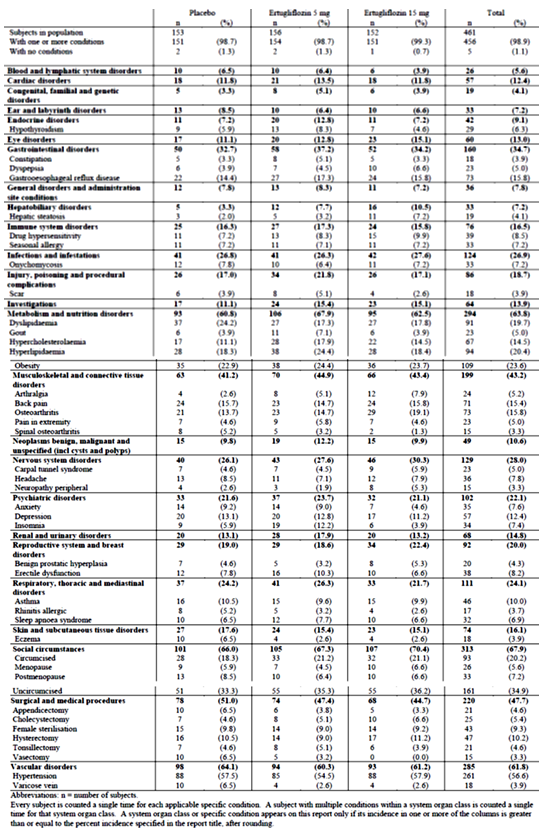 Placebo Ertugliflozin 5 mg Ertugliflozin 15 mg Total
n (%) n (%) n (%) n (%)
Subjects in population 153 156 152 461
With one or more conditions 151 (98.7) 154 (98.7) 151 (99.3) 456 (98.9)
With no conditions 2 (1.3) 2 (1.3) 1 (0.7) 5 (1.1)
Blood and lymphatic system disorders 10 (6.5) 10 (6.4) 6 (3.9) 26 (5.6)
Cardiac disorders 18 (11.8) 21 (13.5) 18 (11.8) 57 (12.4)
Congenital, familial and genetic 5 (3.3) 8 (5.1) 6 (3.9) 19 (4.1)
disorders
Ear and labyrinth disorders 13 (8.5) 10 (6.4) 10 (6.6) 33 (7.2)
Endocrine disorders 11 (7.2) 20 (12.8) 11 (7.2) 42 (9.1)
Hypothyroidism 9 (5.9) 13 (8.3) 7 (4.6) 29 (6.3)
Eye disorders 17 (11.1) 20 (12.8) 23 (15.1) 60 (13.0)
Gastrointestinal disorders 50 (32.7) 58 (37.2) 52 (34.2) 160 (34.7)
Constipation 5 (3.3) 8 (5.1) 5 (3.3) 18 (3.9)
Dyspepsia 6 (3.9) 7 (4.5) 10 (6.6) 23 (5.0)
Gastrooesophageal reflux disease 22 (14.4) 27 (17.3) 24 (15.8) 73 (15.8)
General disorders and administration 12 (7.8) 13 (8.3) 11 (7.2) 36 (7.8)
site conditions
Hepatobiliary disorders 5 (3.3) 12 (7.7) 16 (10.5) 33 (7.2)
Hepatic steatosis 3 (2.0) 5 (3.2) 11 (7.2) 19 (4.1)
Immune system disorders 25 (16.3) 27 (17.3) 24 (15.8) 76 (16.5)
Drug hypersensitivity 11 (7.2) 13 (8.3) 15 (9.9) 39 (8.5)
Seasonal allergy 11 (7.2) 11 (7.1) 11 (7.2) 33 (7.2)
Infections and infestations 41 (26.8) 41 (26.3) 42 (27.6) 124 (26.9)
Onychomycosis 12 (7.8) 10 (6.4) 11 (7.2) 33 (7.2)
Injury, poisoning and procedural 26 (17.0) 34 (21.8) 26 (17.1) 86 (18.7)
complications
Scar 6 (3.9) 8 (5.1) 4 (2.6) 18 (3.9)
Investigations 17 (11.1) 24 (15.4) 23 (15.1) 64 (13.9)
Metabolism and nutrition disorders 93 (60.8) 106 (67.9) 95 (62.5) 294 (63.8)
Dyslipidaemia 37 (24.2) 27 (17.3) 27 (17.8) 91 (19.7)
Gout 6 (3.9) 11 (7.1) 6 (3.9) 23 (5.0)
Hypercholesterolaemia 17 (11.1) 28 (17.9) 22 (14.5) 67 (14.5)
Hyperlipidaemia 28 (18.3) 38 (24.4) 28 (18.4) 94 (20.4)
Obesity 35 (22.9) 38 (24.4) 36 (23.7) 109 (23.6)
Musculoskeletal and connective tissue 63 (41.2) 70 (44.9) 66 (43.4) 199 (43.2)
disorders
Arthralgia 4 (2.6) 8 (5.1) 12 (7.9) 24 (5.2)
Back pain 24 (15.7) 23 (14.7) 24 (15.8) 71 (15.4)
Osteoarthritis 21 (13.7) 23 (14.7) 29 (19.1) 73 (15.8)
Pain in extremity 7 (4.6) 9 (5.8) 7 (4.6) 23 (5.0)
Spinal osteoarthritis 8 (5.2) 5 (3.2) 2 (1.3) 15 (3.3)
Neoplasms benign, malignant and 15 (9.8) 19 (12.2) 15 (9.9) 49 (10.6)
unspecified (incl cysts and polyps)
Nervous system disorders 40 (26.1) 43 (27.6) 46 (30.3) 129 (28.0)
Carpal tunnel syndrome 7 (4.6) 7 (4.5) 9 (5.9) 23 (5.0)
Headache 13 (8.5) 11 (7.1) 12 (7.9) 36 (7.8)
Neuropathy peripheral 4 (2.6) 3 (1.9) 8 (5.3) 15 (3.3)
Psychiatric disorders 33 (21.6) 37 (23.7) 32 (21.1) 102 (22.1)
Anxiety 14 (9.2) 14 (9.0) 7 (4.6) 35 (7.6)
Depression 20 (13.1) 20 (12.8) 17 (11.2) 57 (12.4)
Insomnia 9 (5.9) 19 (12.2) 6 (3.9) 34 (7.4)
Renal and urinary disorders 20 (13.1) 28 (17.9) 20 (13.2) 68 (14.8)
Reproductive system and breast 29 (19.0) 29 (18.6) 34 (22.4) 92 (20.0)
disorders
Benign prostatic hyperplasia 7 (4.6) 5 (3.2) 8 (5.3) 20 (4.3)
Erectile dysfunction 12 (7.8) 16 (10.3) 10 (6.6) 38 (8.2)
Respiratory, thoracic and mediastinal 37 (24.2) 41 (26.3) 33 (21.7) 111 (24.1)
disorders
Asthma 16 (10.5) 15 (9.6) 15 (9.9) 46 (10.0)
Rhinitis allergic 8 (5.2) 5 (3.2) 4 (2.6) 17 (3.7)
Sleep apnoea syndrome 10 (6.5) 12 (7.7) 10 (6.6) 32 (6.9)
Skin and subcutaneous tissue disorders 27 (17.6) 24 (15.4) 23 (15.1) 74 (16.1)
Eczema 10 (6.5) 4 (2.6) 4 (2.6) 18 (3.9)
Social circumstances 101 (66.0) 105 (67.3) 107 (70.4) 313 (67.9)
Circumcised 28 (18.3) 33 (21.2) 32 (21.1) 93 (20.2)
Menopause 9 (5.9) 7 (4.5) 10 (6.6) 26 (5.6)
Postmenopause 13 (8.5) 10 (6.4) 10 (6.6) 33 (7.2)
Uncircumcised 51 (33.3) 55 (35.3) 55 (36.2) 161 (34.9)
Surgical and medical procedures 78 (51.0) 74 (47.4) 68 (44.7) 220 (47.7)
Appendicectomy 10 (6.5) 6 (3.8) 5 (3.3) 21 (4.6)
Cholecystectomy 7 (4.6) 8 (5.1) 10 (6.6) 25 (5.4)
Female sterilisation 15 (9.8) 14 (9.0) 14 (9.2) 43 (9.3)
Hysterectomy 16 (10.5) 14 (9.0) 17 (11.2) 47 (10.2)
Tonsillectomy 7 (4.6) 8 (5.1) 6 (3.9) 21 (4.6)
Vasectomy 10 (6.5) 5 (3.2) 0 (0.0) 15 (3.3)
Vascular disorders 98 (64.1) 94 (60.3) 93 (61.2) 285 (61.8)
Hypertension 88 (57.5) 85 (54.5) 88 (57.9) 261 (56.6)
Varicose vein 10 (6.5) 4 (2.6) 4 (2.6) 18 (3.9)
Abbreviations: n = number of subjects.
Every subject is counted a single time for each applicable specific condition. A subject with multiple conditions within a system organ class is counted a single
time for that system organ class. A system organ class or specific condition appears on this report only if its incidence in one or more of the columns is greater
than or equal to the percent incidence specified in the report title, after rounding.